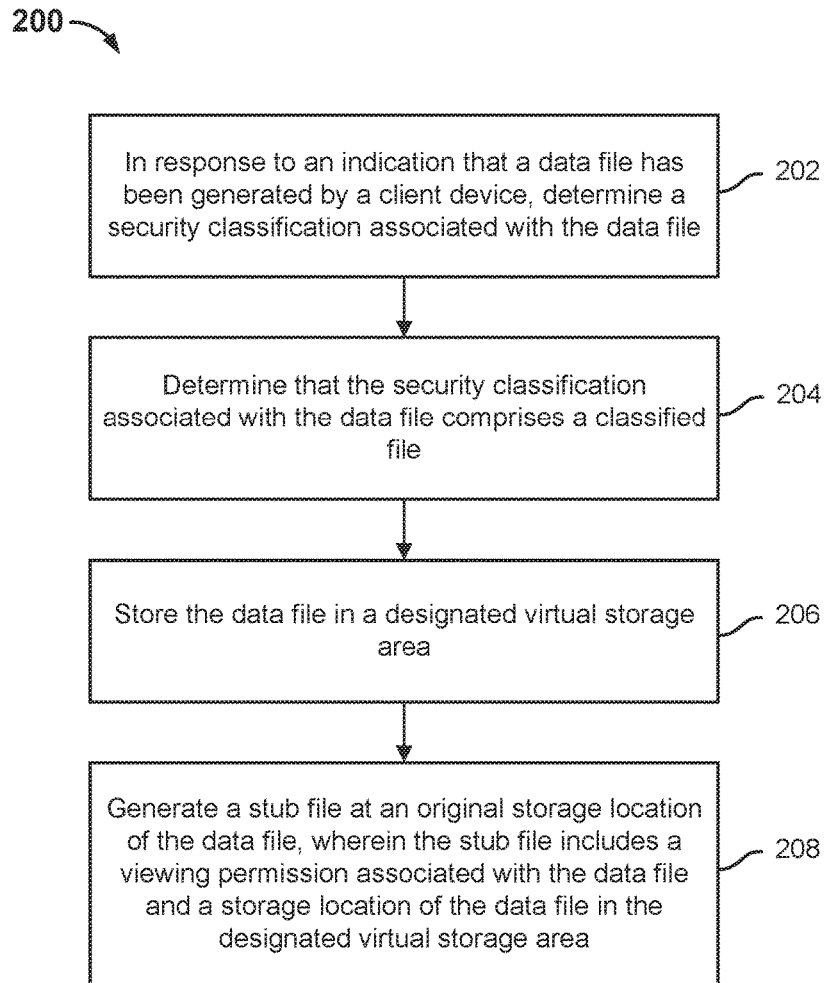 200
In response to an indication that a data file has
been generated by a client device, determine a
security classification associated with the data file
202
Determine that the security classification
associated with the data file comprises a classified
file
204
Store the data file in a designated virtual storage
area
206
Generate a stub file at an original storage location
of the data file, wherein the stub file includes a
viewing permission associated with the data file
and a storage location of the data file in the
designated virtual storage area
208